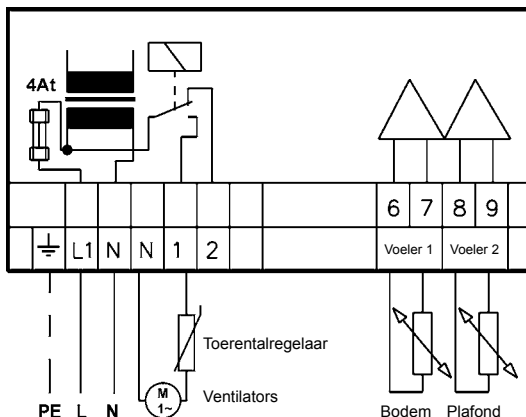 4At
6 7 8 9
L1 N N 1 2 Voeler 1 Voeler 2
Toerentalregelaar
M
1~
Ventilators
PE L N Bodem Plafond